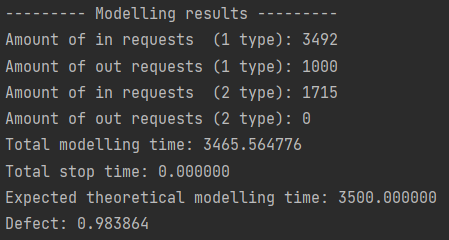 --------- Modelling results ---------
Amount of in requests  (1 type): 3492
Amount of out requests (1 type): 1000
Amount of in requests  (2 type): 1715
Amount of out requests (2 type): 0
Total modelling time: 3465.564776
Total stop time: 0.000000
Expected theoretical modelling time: 3500.000000
Defect: 0.983864